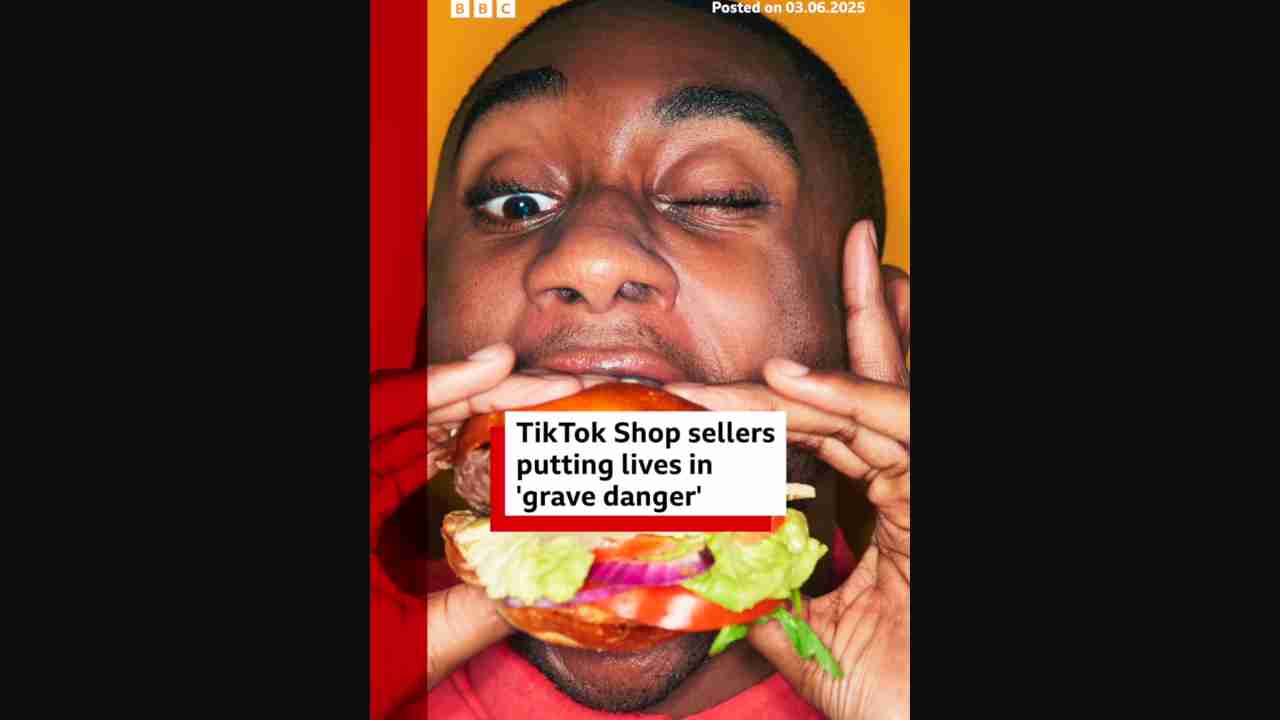 BBC
Posted on 03.06.2025
TikTok Shop sellers
putting lives in
'grave danger'